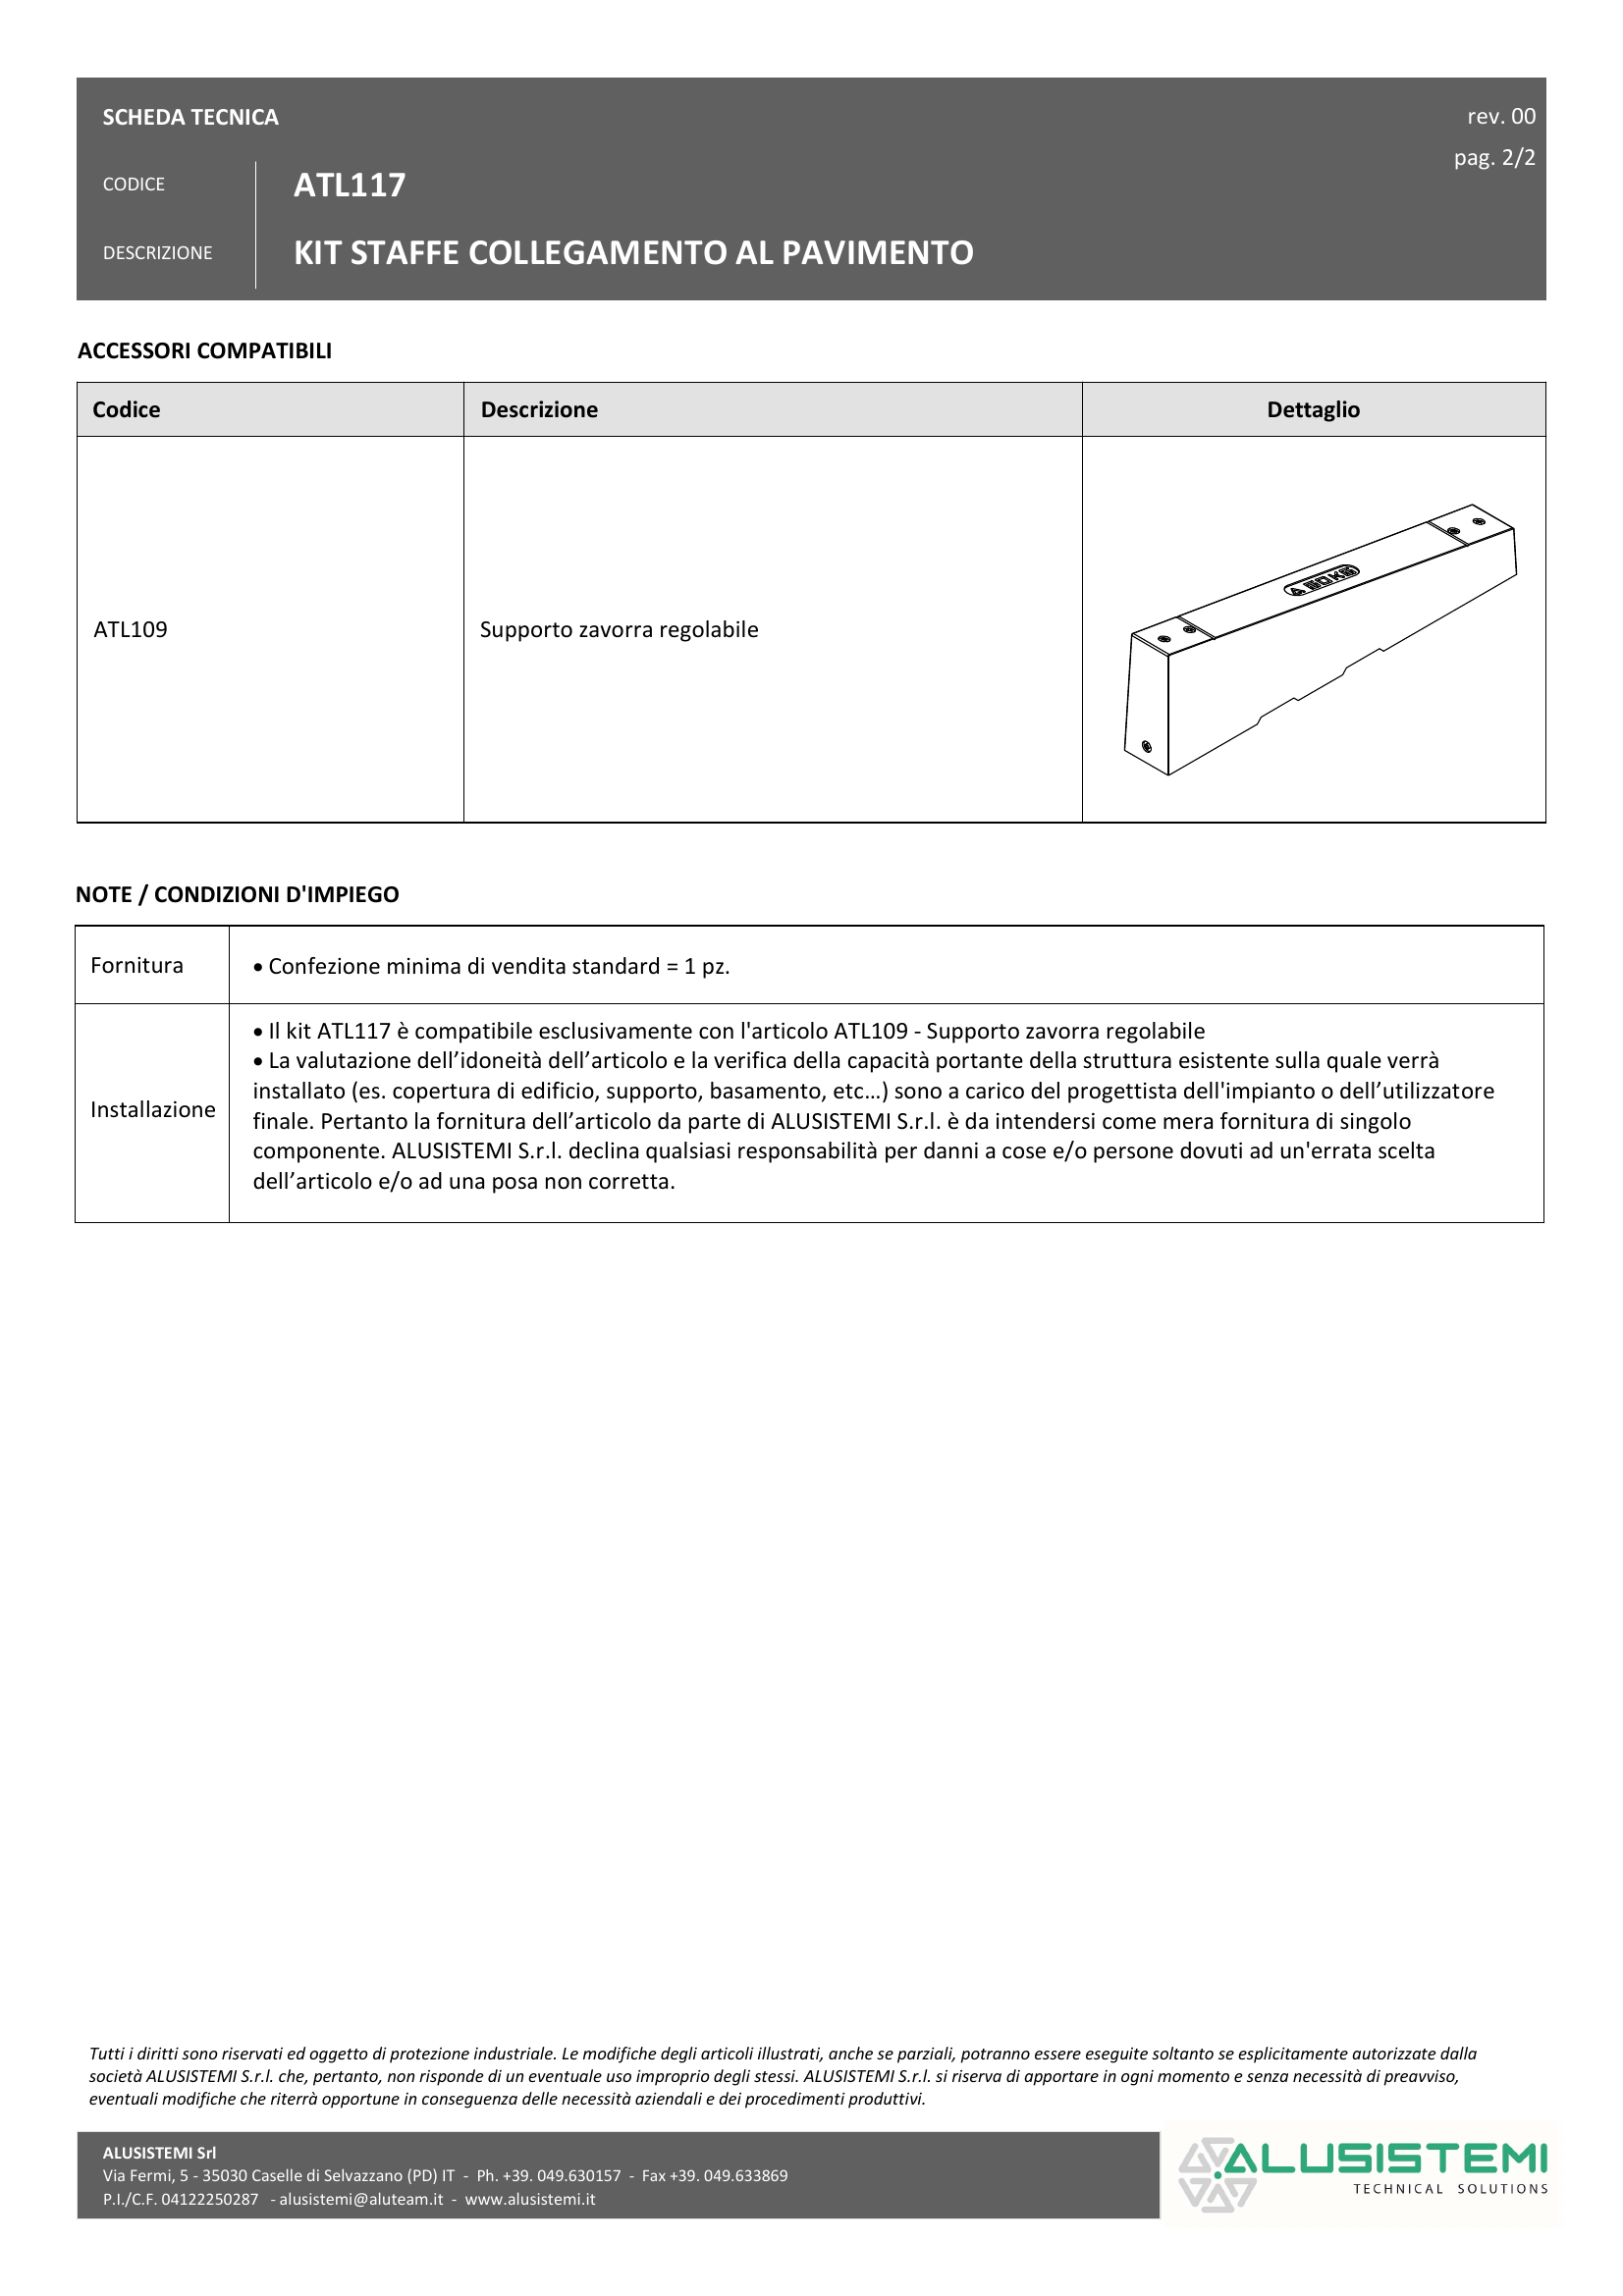 SCHEDA TECNICA
rev. 00
pag. 2/2
CODICE
ATL117
DESCRIZIONE
KIT STAFFE COLLEGAMENTO AL PAVIMENTO
ACCESSORI COMPATIBILI
Codice
Descrizione
Dettaglio
ATL109
Supporto zavorra regolabile
NOTE / CONDIZIONI D'IMPIEGO
Fornitura
• Confezione minima di vendita standard = 1 pz.
Installazione
• Il kit ATL117 è compatibile esclusivamente con l'articolo ATL109 - Supporto zavorra regolabile
• La valutazione dell’idoneità dell’articolo e la verifica della capacità portante della struttura esistente sulla quale verrà
installato (es. copertura di edificio, supporto, basamento, etc…) sono a carico del progettista dell'impianto o dell’utilizzatore
finale. Pertanto la fornitura dell’articolo da parte di ALUSISTEMI S.r.l. è da intendersi come mera fornitura di singolo
componente. ALUSISTEMI S.r.l. declina qualsiasi responsabilità per danni a cose e/o persone dovuti ad un'errata scelta
dell’articolo e/o ad una posa non corretta.
Tutti i diritti sono riservati ed oggetto di protezione industriale. Le modifiche degli articoli illustrati, anche se parziali, potranno essere eseguite soltanto se esplicitamente autorizzate dalla
società ALUSISTEMI S.r.l. che, pertanto, non risponde di un eventuale uso improprio degli stessi. ALUSISTEMI S.r.l. si riserva di apportare in ogni momento e senza necessità di preavviso,
eventuali modifiche che riterrà opportune in conseguenza delle necessità aziendali e dei procedimenti produttivi.
ALUSISTEMI Srl
Via Fermi, 5 - 35030 Caselle di Selvazzano (PD) IT - Ph. +39. 049.630157 - Fax +39. 049.633869
P.I./C.F. 04122250287 - alusistemi@aluteam.it - www.alusistemi.it
ALUSISTEMI
TECHNICAL SOLUTIONS